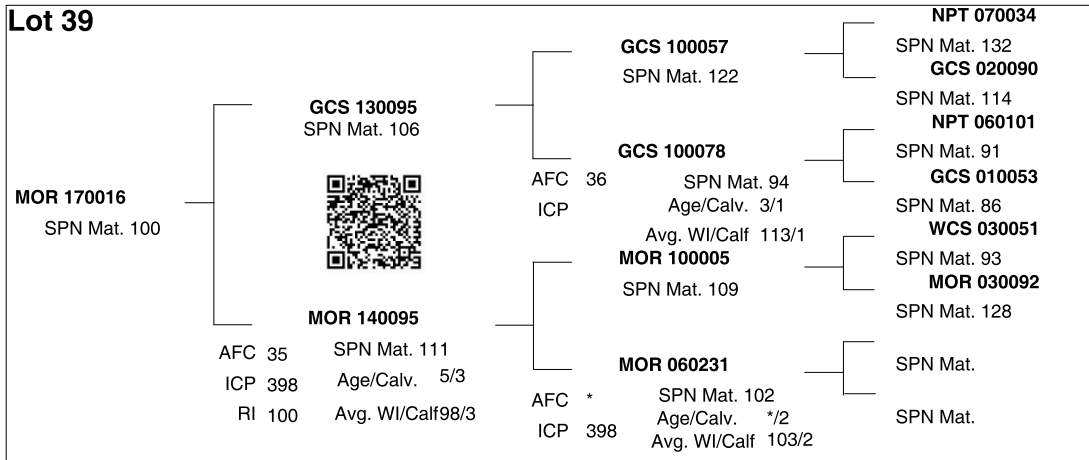 Lot 39
NPT 070034
GCS 100057
SPN Mat. 132
SPN Mat. 122
GCS 020090
GCS 130095
SPN Mat. 114
SPN Mat. 106
NPT 060101
GCS 100078
SPN Mat. 91
AFC 36
SPN Mat. 94
GCS 010053
MOR 170016
ICP
Age/Calv. 3/1
SPN Mat. 86
SPN Mat. 100
Avg. WI/Calf 113/1
WCS 030051
MOR 100005
SPN Mat. 93
SPN Mat. 109
MOR 030092
MOR 140095
SPN Mat. 128
AFC 35
SPN Mat. 111
MOR 060231
SPN Mat.
ICP 398
Age/Calv. 5/3
AFC *
SPN Mat. 102
RI 100
Avg. WI/Calf98/3
Age/Calv. */2
SPN Mat.
ICP 398
Avg. WI/Calf 103/2